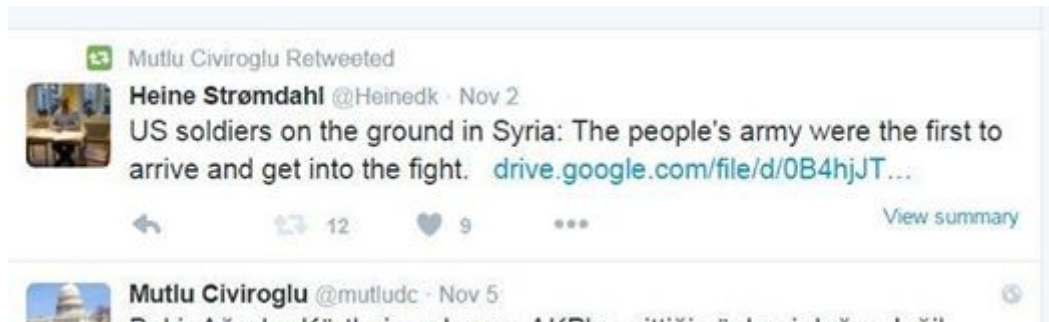 Mutlu Civiroglu Retweeted
Heine Strømdahl @Heinedk · Nov 2
US soldiers on the ground in Syria: The people's army were the first to
arrive and get into the fight. drive.google.com/file/d/0B4hjJT...
12 9 View summary
Mutlu Civiroglu @mutludc · Nov 5